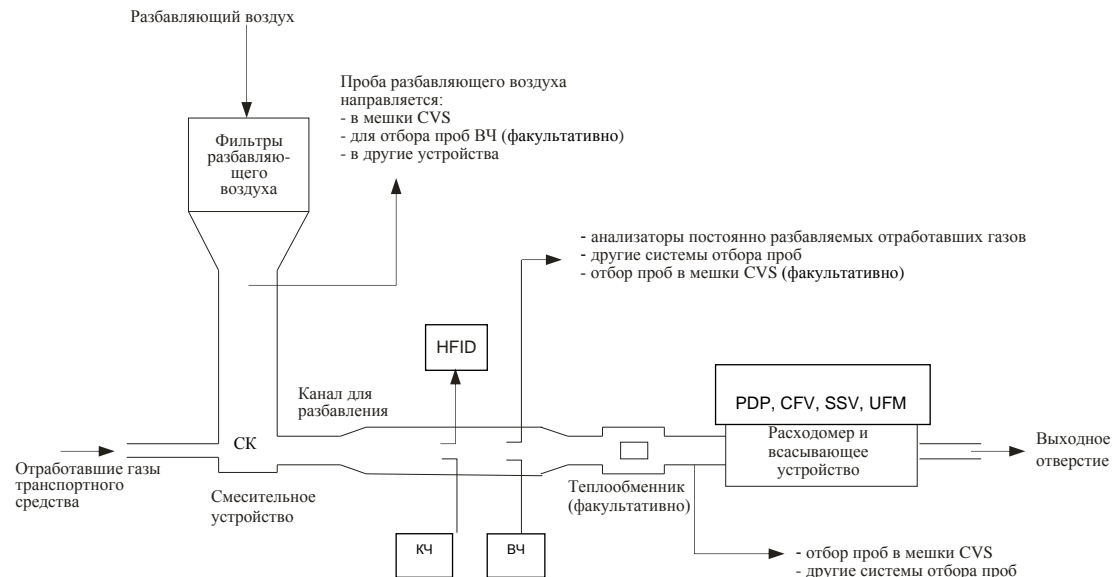 Разбавляющий воздух
Проба разбавляющего воздуха
направляется:
- в мешки CVS
- для отбора проб ВЧ (факультативно)
- в другие устройства
Фильтры
разбавляю-
щего
воздуха
- анализаторы постоянно разбавляемых отработавших газов
- другие системы отбора проб
- отбор проб в мешки CVS (факультативно)
HFID
Канал для
разбавления
PDP, CFV, SSV, UFM
СК
Расходомер и
всасывающее
устройство
Выходное
отверстие
Отработавшие газы
транспортного
средства
Смесительное
устройство
Теплообменник
(факультативно)
КЧ
ВЧ
- отбор проб в мешки CVS
- другие системы отбора проб